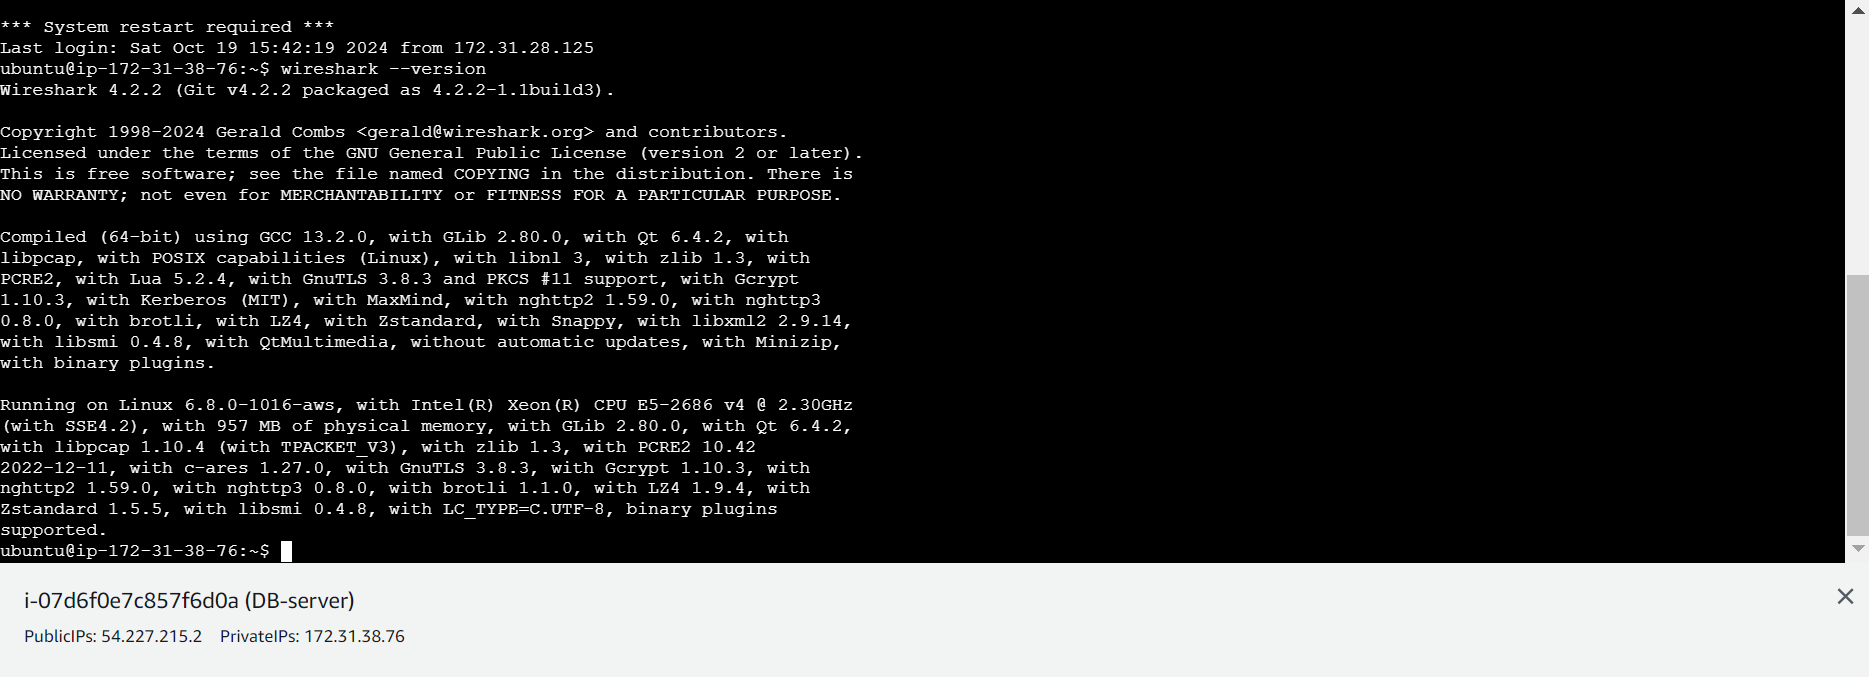 *** System restart required ***
Last login: Sat Oct 19 15:42:19 2024 from 172.31.28.125
ubuntu@ip-172-31-38-76:~$ wireshark --version
Wireshark 4.2.2 (Git v4.2.2 packaged as 4.2.2-1.1build3).
Copyright 1998-2024 Gerald Combs <gerald@wireshark.org> and contributors.
Licensed under the terms of the GNU General Public License (version 2 or later).
This is free software; see the file named COPYING in the distribution. There is
NO WARRANTY; not even for MERCHANTABILITY or FITNESS FOR A PARTICULAR PURPOSE.
Compiled (64-bit) using GCC 13.2.0, with GLib 2.80.0, with Qt 6.4.2, with
libpcap, with POSIX capabilities (Linux), with libnl 3, with zlib 1.3, with
PCRE2, with Lua 5.2.4, with GnuTLS 3.8.3 and PKCS #11 support, with Gcrypt
1.10.3, with Kerberos (MIT), with MaxMind, with nghttp2 1.59.0, with nghttp3
0.8.0, with brotli, with LZ4, with Zstandard, with Snappy, with libxml2 2.9.14,
with libsmi 0.4.8, with QtMultimedia, without automatic updates, with Minizip,
with binary plugins.
Running on Linux 6.8.0-1016-aws, with Intel(R) Xeon(R) CPU E5-2686 v4 @ 2.30GHz
(with SSE4.2), with 957 MB of physical memory, with GLib 2.80.0, with Qt 6.4.2,
with libpcap 1.10.4 (with TPACKET_V3), with zlib 1.3, with PCRE2 10.42
2022-12-11, with c-ares 1.27.0, with GnuTLS 3.8.3, with Gcrypt 1.10.3, with
nghttp2 1.59.0, with nghttp3 0.8.0, with brotli 1.1.0, with LZ4 1.9.4, with
Zstandard 1.5.5, with libsmi 0.4.8, with LC_TYPE=C.UTF-8, binary plugins
supported.
ubuntu@ip-172-31-38-76:~$
i-07d6f0e7c857f6d0a (DB-server)
PublicIPs: 54.227.215.2 PrivateIPs: 172.31.38.76